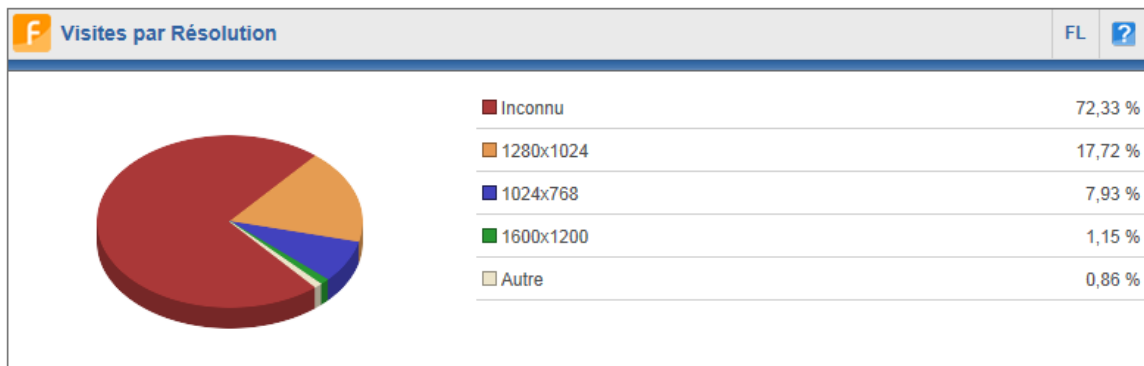 F Visites par Résolution FL ?
Inconnu 72,33 %
1280x1024 17,72 %
1024x768 7,93 %
1600x1200 1,15 %
Autre 0,86 %